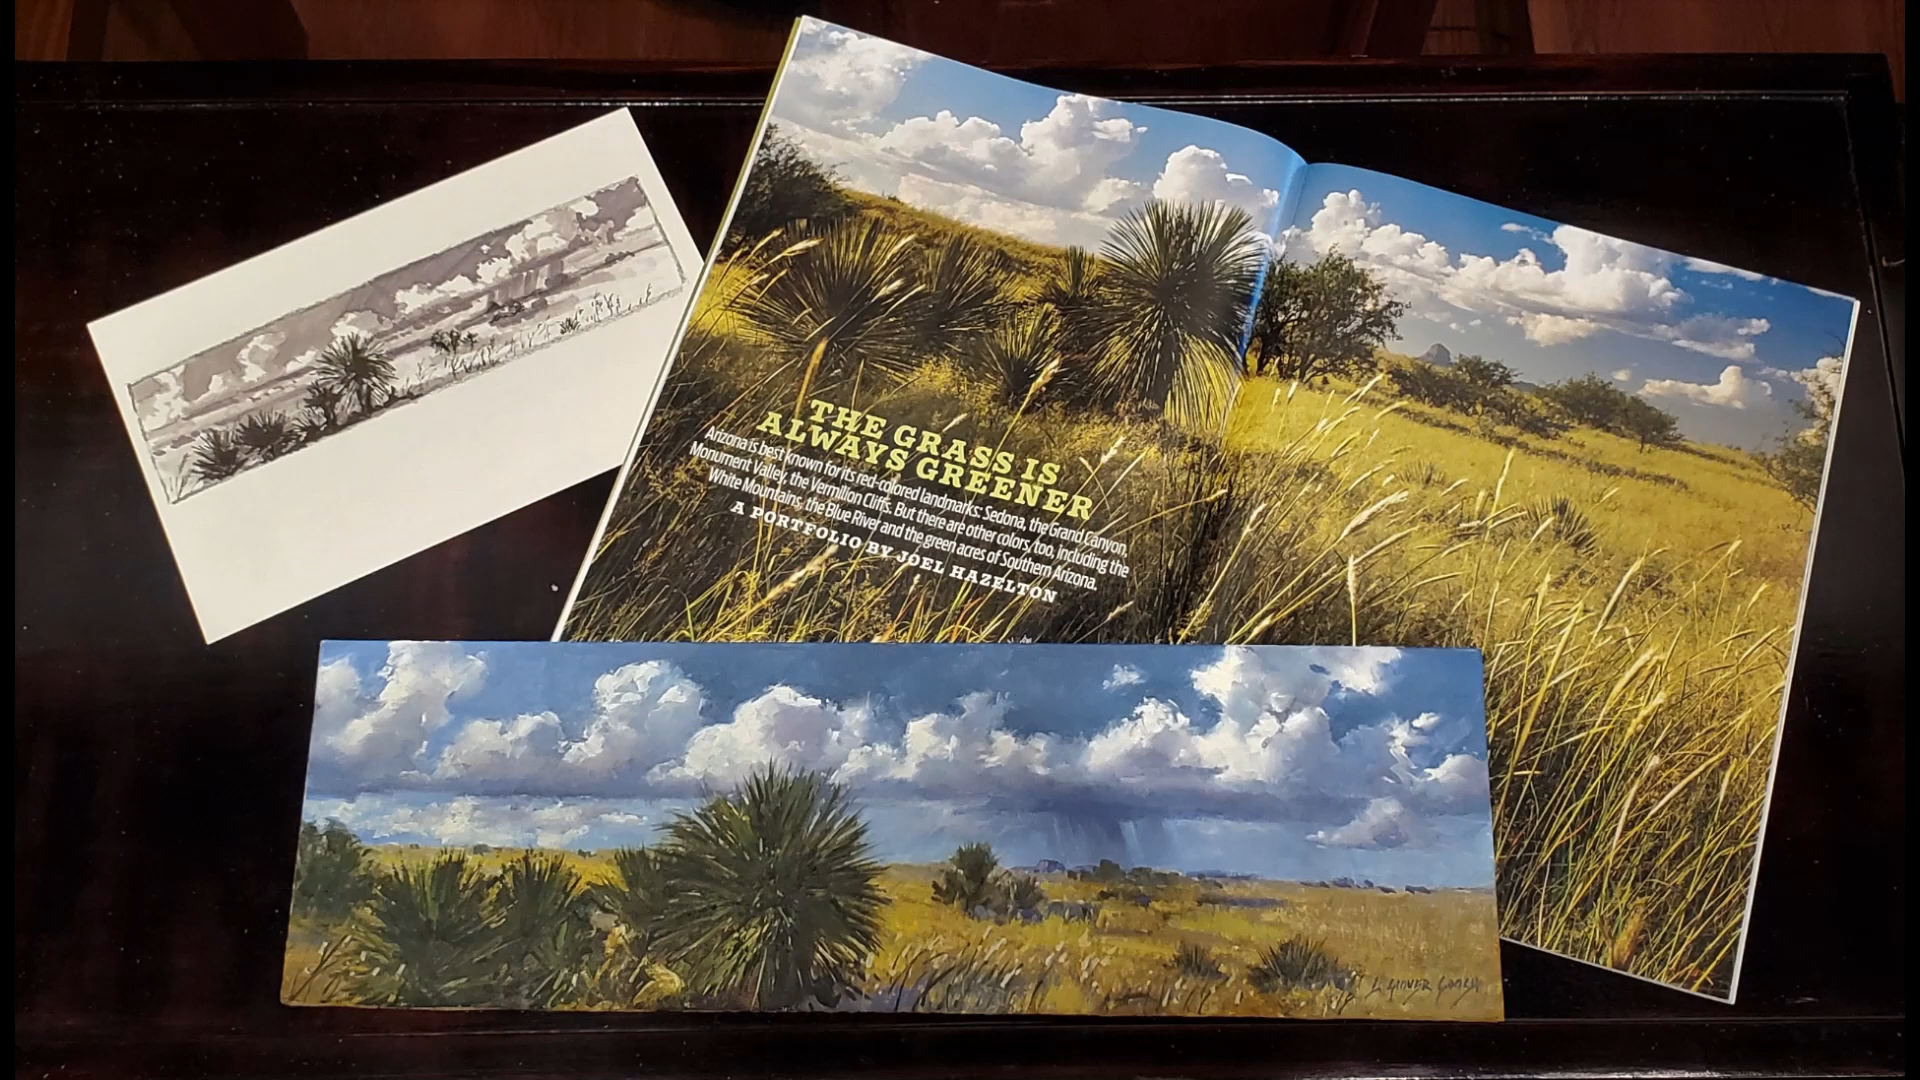 THE GRASS IS
ALWAYS GREENER
Arizona is best known for its red-colored landmarks: Sedona, the Grand Canyon,
Monument Valley, the Vermilion Cliffs. But there are other colors, too, including the
White Mountains, the Blue River and the green acres of Southern Arizona.
A PORTFOLIO BY JOEL HAZELTON